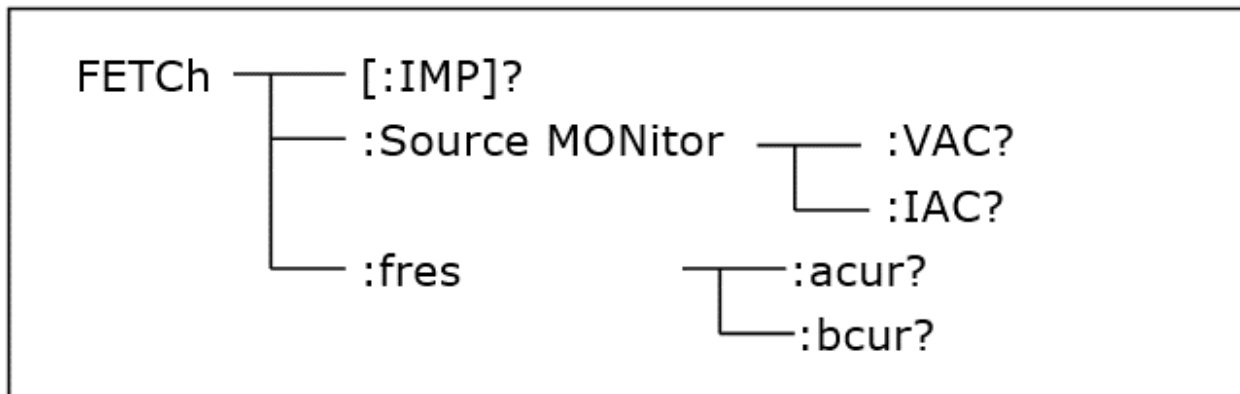 FETCh [:IMP]?
:Source MONitor :VAC?
:IAC?
:fres :acur?
:bcur?